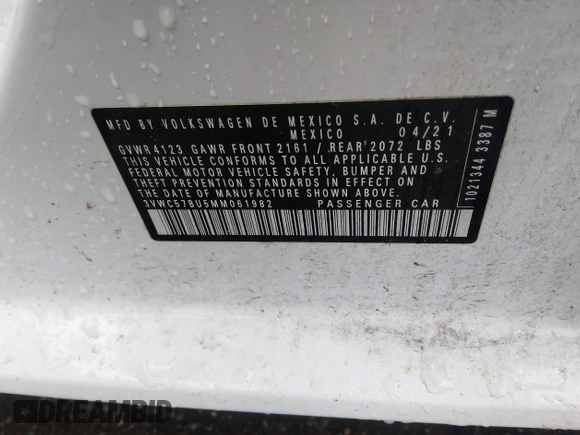 MFD BY VOLKSWAGEN DE MEXICO S.A. DE C.V.
MEXICO 04/21
GVWR 4123 GAWR FRONT 2161 / REAR 2072 LBS
THIS VEHICLE CONFORMS TO ALL APPLICABLE U.S.
FEDERAL MOTOR VEHICLE SAFETY, BUMPER AND
THEFT PREVENTION STANDARDS IN EFFECT ON
THE DATE OF MANUFACTURE SHOWN ABOVE.
3VWC57BU5MM061982 PASSENGER CAR
1021344 3387 M
DREAMBID